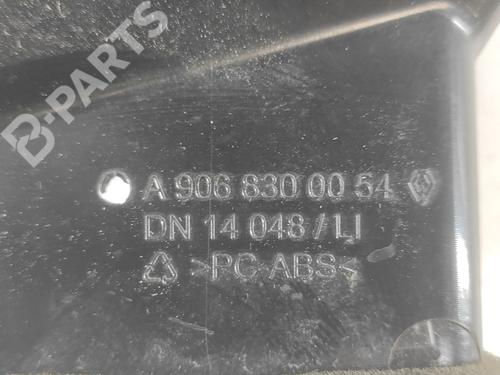 B-PARTS
A 906 830 00 54
DN 14 048 / LI
>PC-ABS<